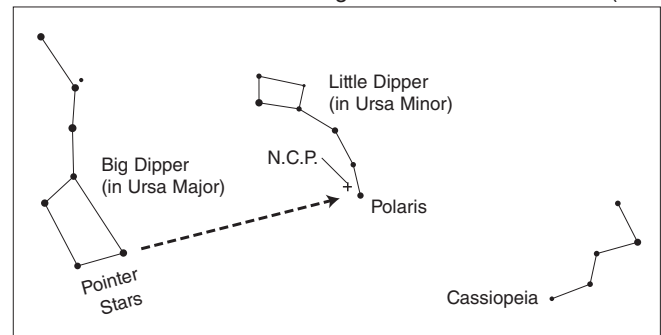 Little Dipper
(in Ursa Minor)
N.C.P.
Big Dipper
(in Ursa Major)
Polaris
Pointer
Stars
Cassiopeia